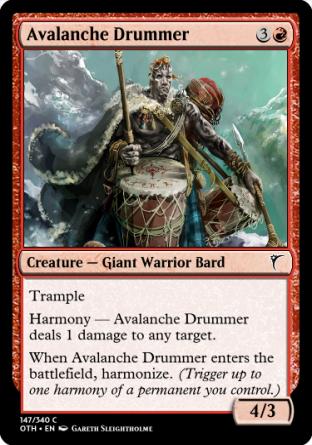 Avalanche Drummer 3
Creature — Giant Warrior Bard
Trample
Harmony — Avalanche Drummer
deals 1 damage to any target.
When Avalanche Drummer enters the
battlefield, harmonize. (Trigger up to
one harmony of a permanent you control.)
4/3
147/340 C
OTH • EN GARETH SLEIGHTHOLME